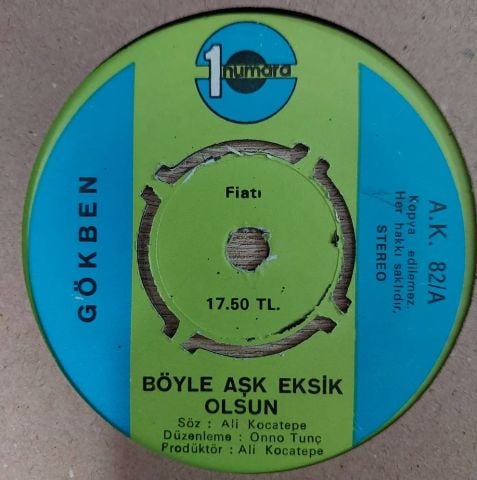 1 numara
GÖKBEN
Fiatı
17.50 TL.
A.K. 82/A
Kopya edilemez.
Her hakkı saklıdır.
STEREO
BÖYLE AŞK EKSİK
OLSUN
Söz : Ali Kocatepe
Düzenleme : Onno Tunç
Prodüktör : Ali Kocatepe